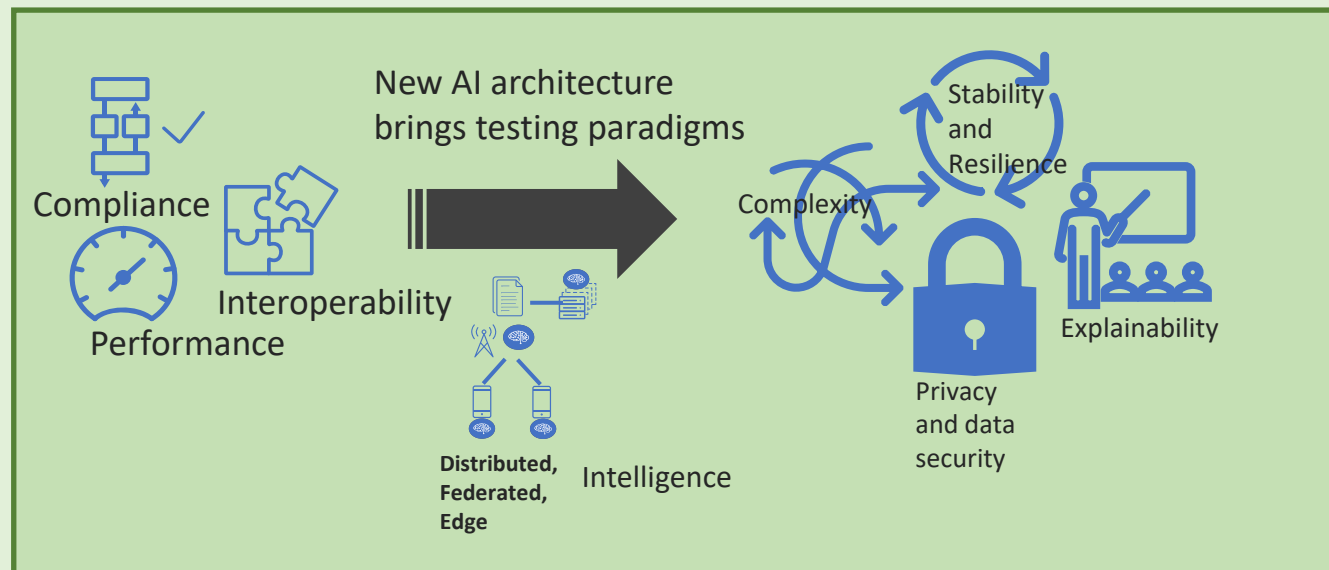 Compliance
Performance
Interoperability
New AI architecture
brings testing paradigms
Distributed,
Federated,
Edge
Intelligence
Complexity
Stability
and
Resilience
Privacy
and data
security
Explainability